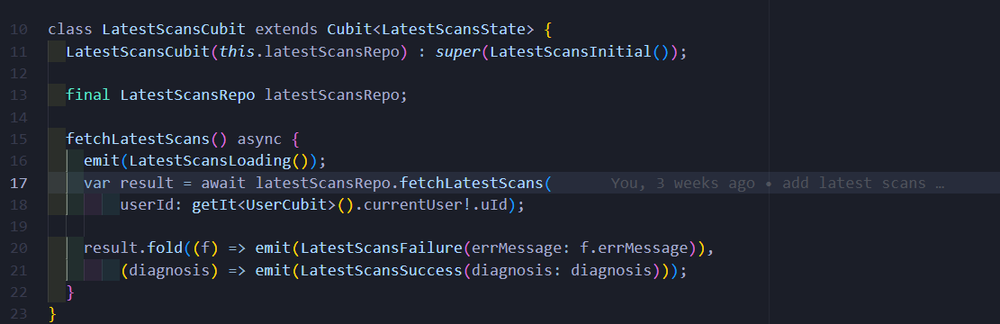 10 class LatestScansCubit extends Cubit<LatestScansState> {
11   LatestScansCubit(this.latestScansRepo) : super(LatestScansInitial());
12
13   final LatestScansRepo latestScansRepo;
14
15   fetchLatestScans() async {
16     emit(LatestScansLoading());
17     var result = await latestScansRepo.fetchLatestScans(      You, 3 weeks ago • add latest scans …
18         userId: getIt<UserCubit>().currentUser!.uId);
19
20     result.fold((f) => emit(LatestScansFailure(errMessage: f.errMessage)),
21         (diagnosis) => emit(LatestScansSuccess(diagnosis: diagnosis)));
22   }
23 }